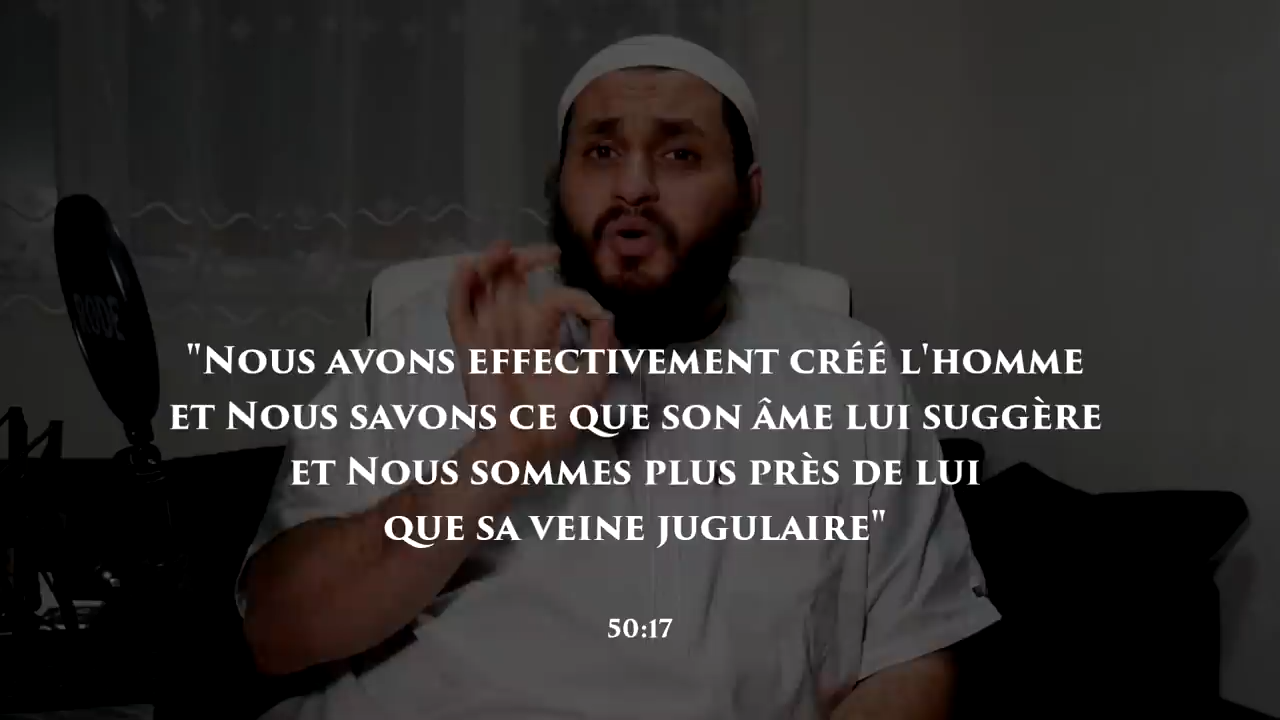 RØDE
"Nous avons effectivement créé l'homme
et Nous savons ce que son âme lui suggère
et Nous sommes plus près de lui
que sa veine jugulaire"
50:17